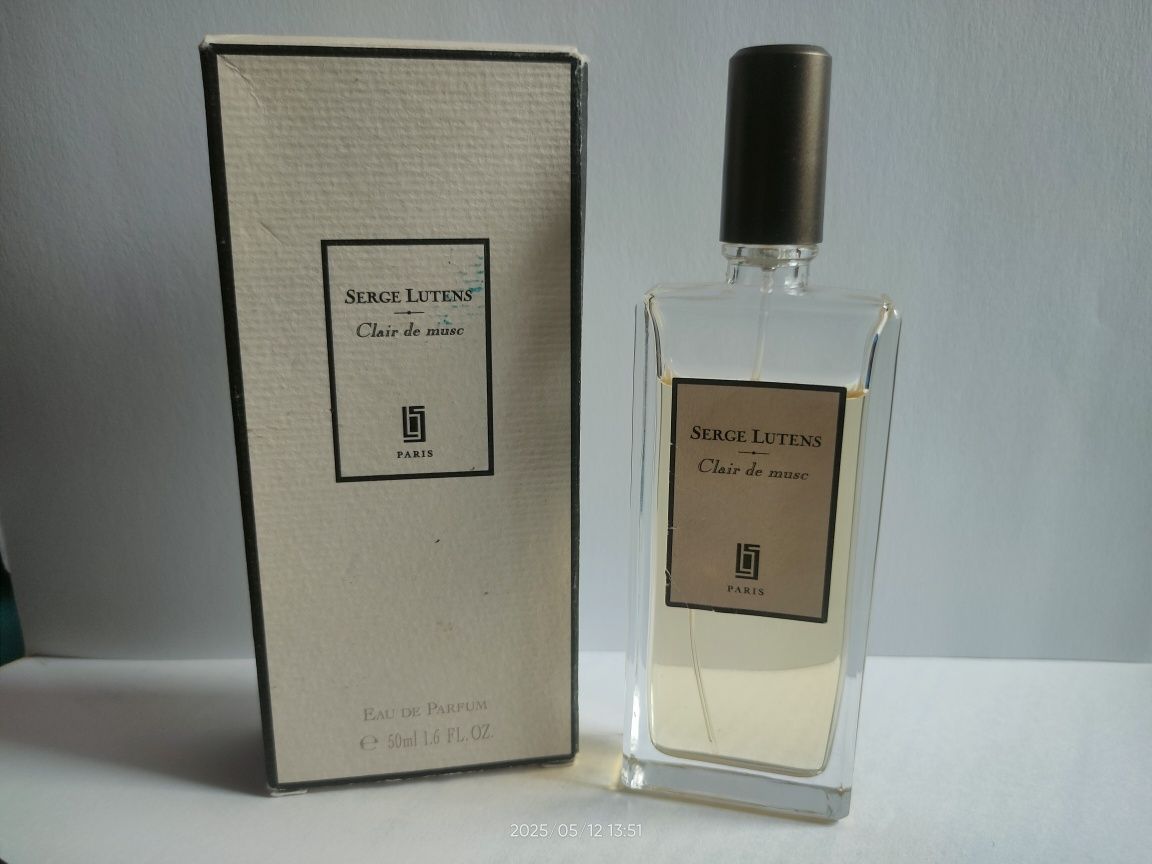 SERGE LUTENS
Clair de musc
PARIS
EAU DE PARFUM
℮ 50ml 1.6 FL.OZ.
SERGE LUTENS
Clair de musc
PARIS
2025/05/12 13:51